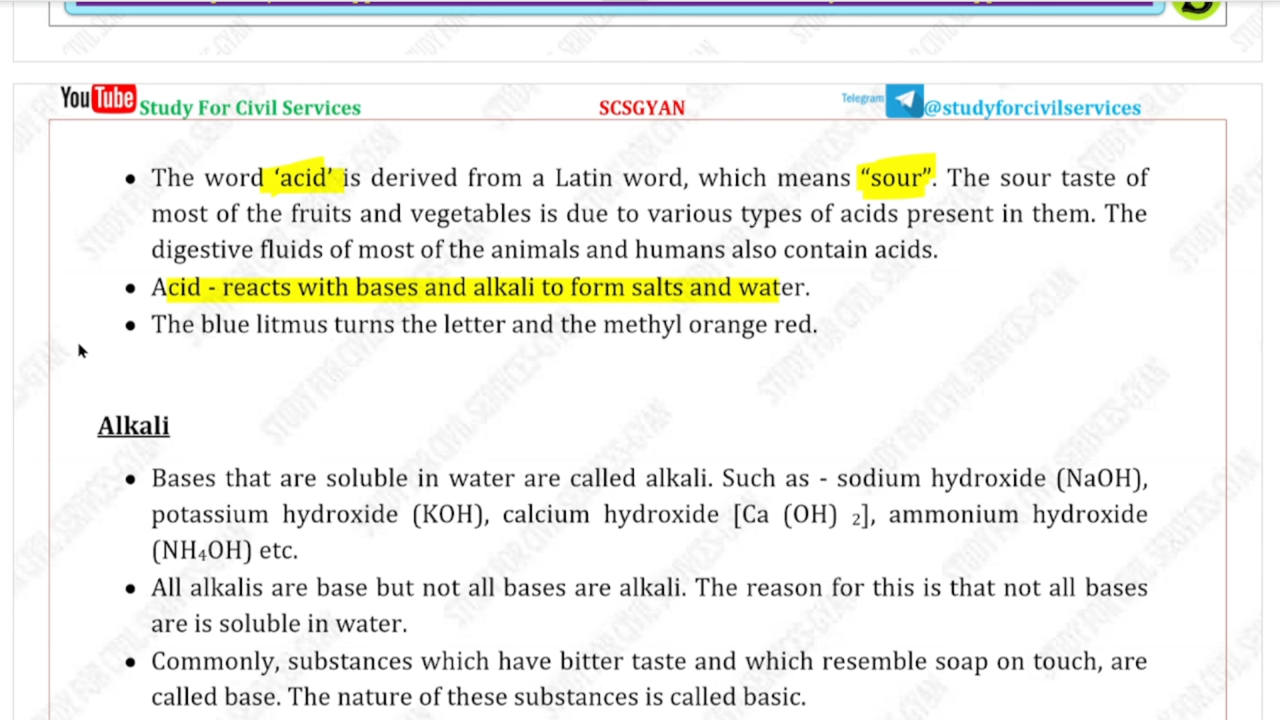 YouTube Study For Civil Services SCSGYAN Telegram @studyforcivilservices
• The word ‘acid’ is derived from a Latin word, which means “sour”. The sour taste of
most of the fruits and vegetables is due to various types of acids present in them. The
digestive fluids of most of the animals and humans also contain acids.
• Acid - reacts with bases and alkali to form salts and water.
• The blue litmus turns the letter and the methyl orange red.
Alkali
• Bases that are soluble in water are called alkali. Such as - sodium hydroxide (NaOH),
potassium hydroxide (KOH), calcium hydroxide [Ca (OH) ₂], ammonium hydroxide
(NH₄OH) etc.
• All alkalis are base but not all bases are alkali. The reason for this is that not all bases
are is soluble in water.
• Commonly, substances which have bitter taste and which resemble soap on touch, are
called base. The nature of these substances is called basic.